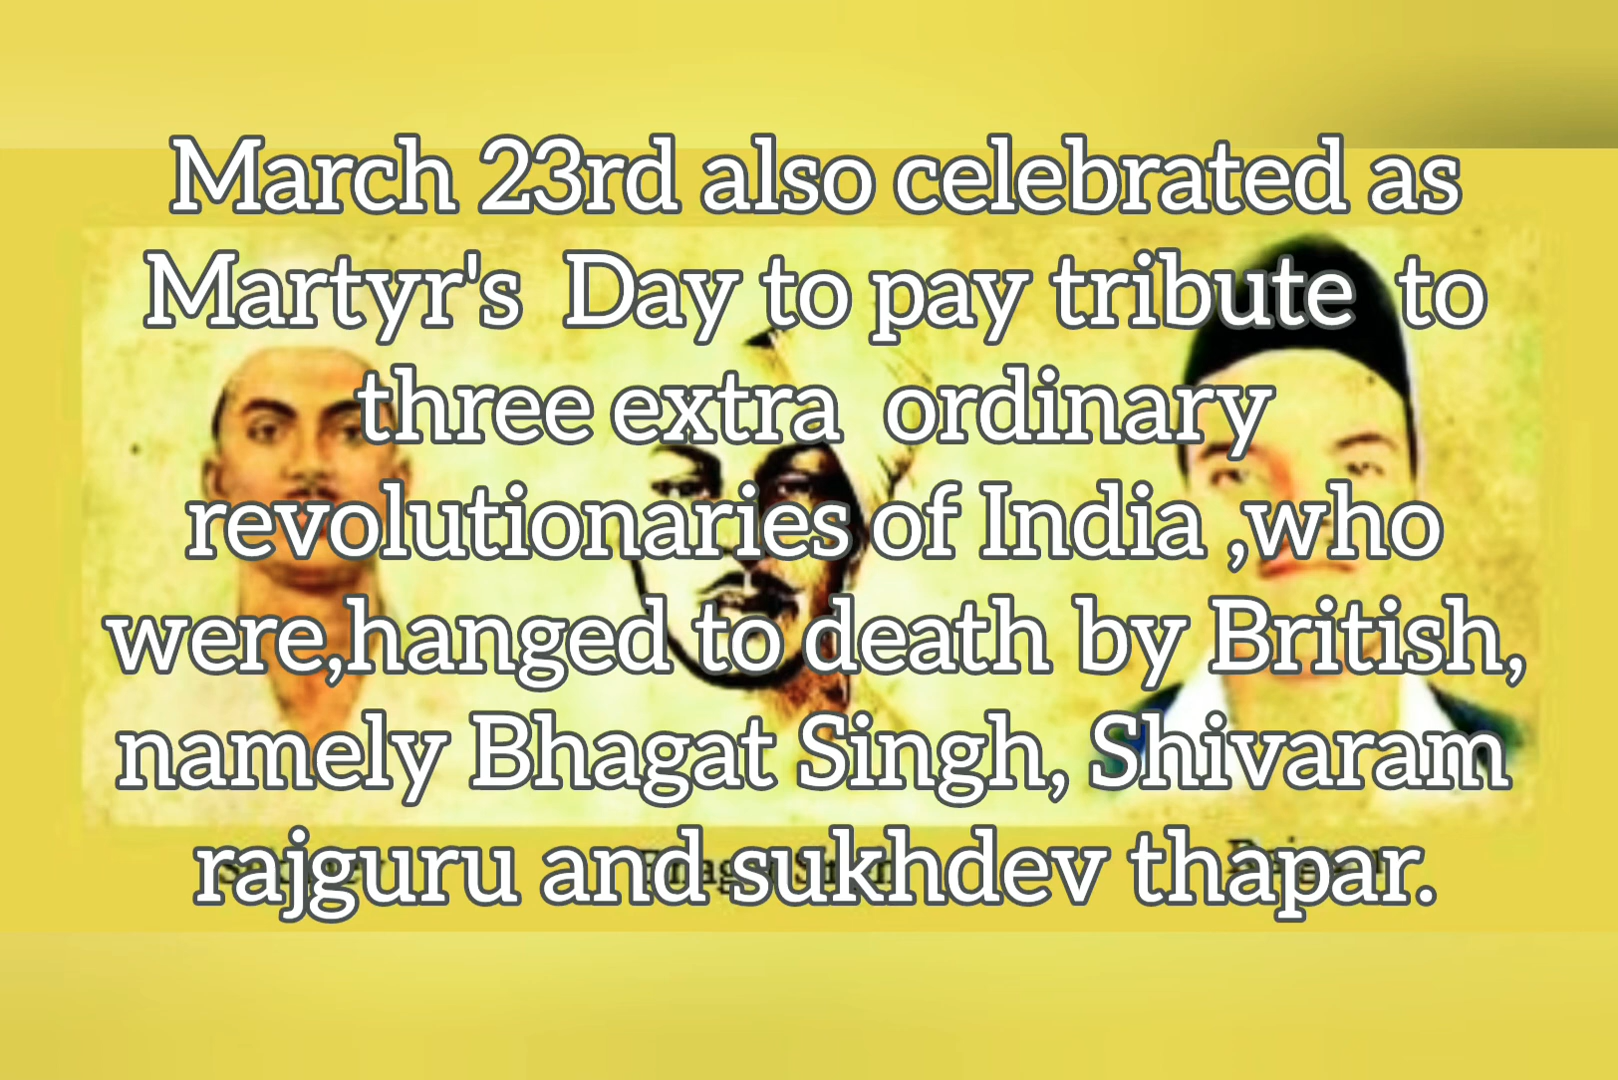 March 23rd also celebrated as
Martyr's Day to pay tribute to
three extra ordinary
revolutionaries of India ,who
were,hanged to death by British,
namely Bhagat Singh, Shivaram
rajguru and sukhdev thapar.